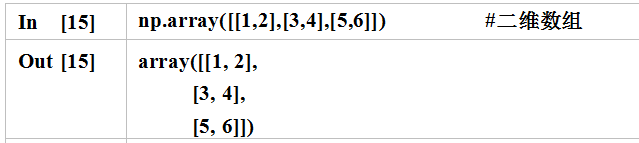 In [15] np.array([[1,2],[3,4],[5,6]]) #二维数组
Out [15] array([[1, 2],
[3, 4],
[5, 6]])